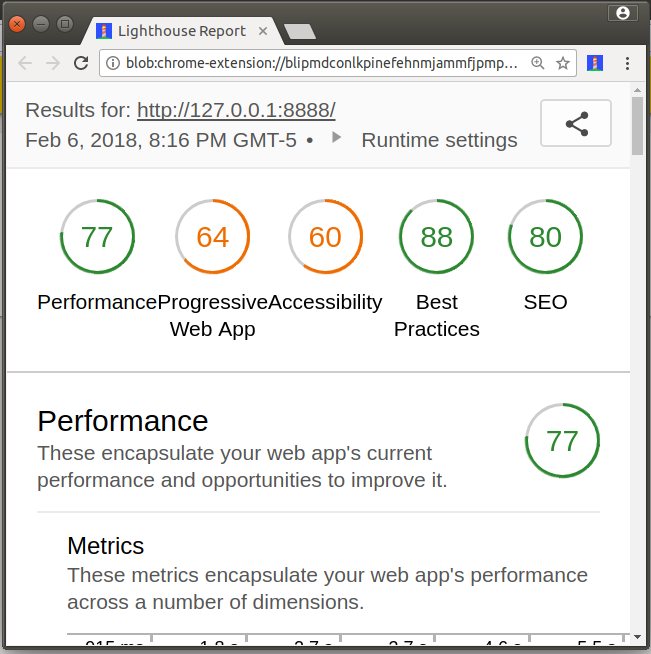 Lighthouse Report
blob:chrome-extension://blipmdconlkpinefehnmjammfjpmp...
Results for: http://127.0.0.1:8888/
Feb 6, 2018, 8:16 PM GMT-5 • Runtime settings
77 64 60 88 80
Performance Progressive Accessibility Best SEO
Web App Practices
Performance
77
These encapsulate your web app's current
performance and opportunities to improve it.
Metrics
These metrics encapsulate your web app's performance
across a number of dimensions.